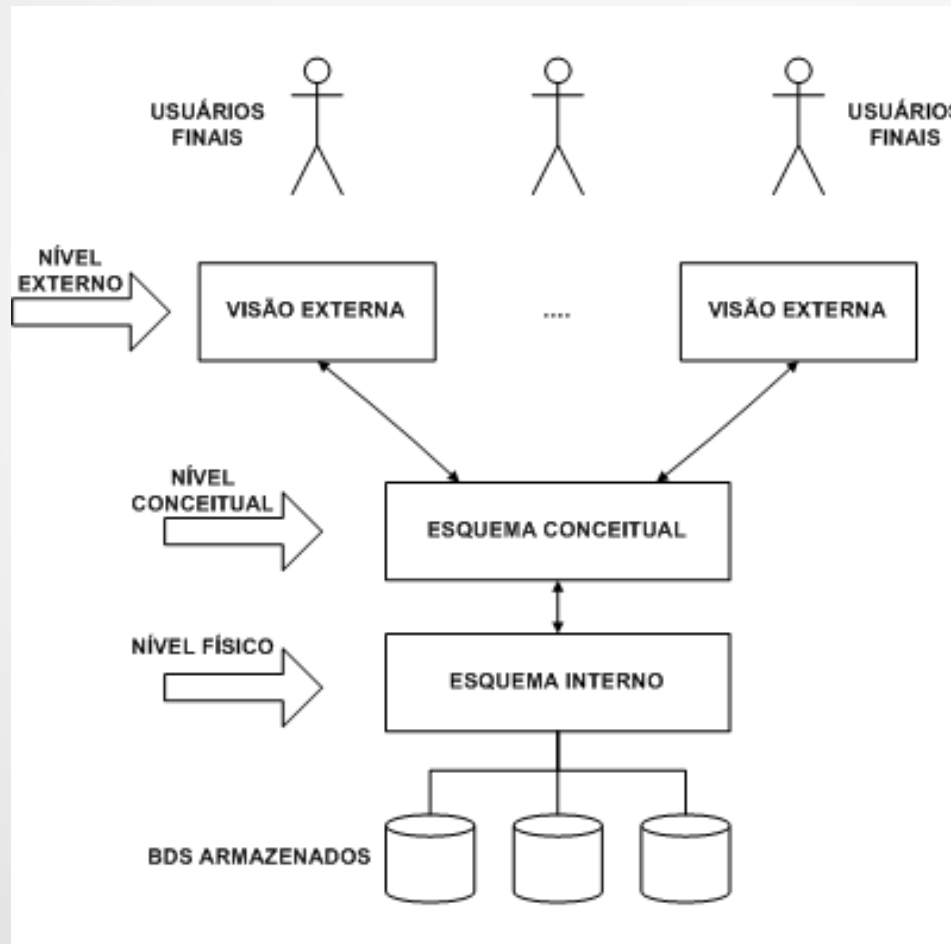 USUÁRIOS
FINAIS
USUÁRIOS
FINAIS
NÍVEL
EXTERNO
VISÃO EXTERNA
....
VISÃO EXTERNA
NÍVEL
CONCEITUAL
ESQUEMA CONCEITUAL
NÍVEL FÍSICO
ESQUEMA INTERNO
BDS ARMAZENADOS